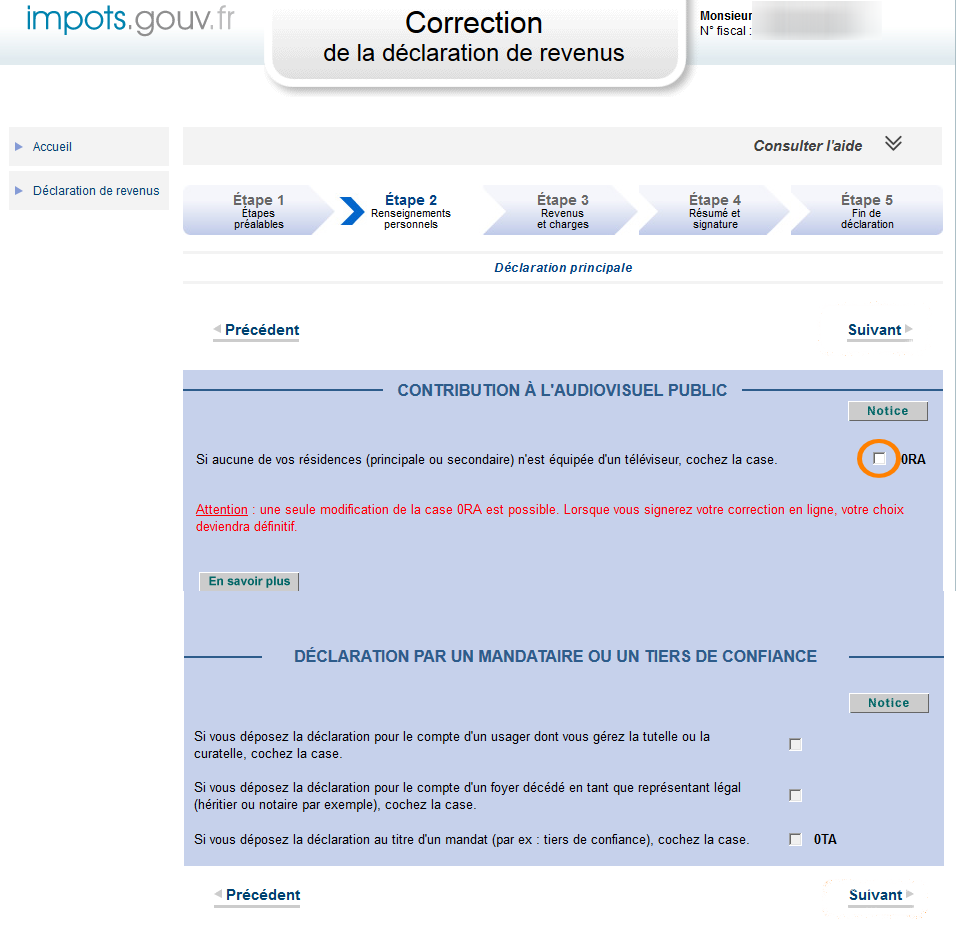 impots.gouv.fr
Correction
de la déclaration de revenus
Monsieur
N° fiscal :
Accueil
Déclaration de revenus
Consulter l'aide
Étape 1
Étapes
préalables
Étape 2
Renseignements
personnels
Étape 3
Revenus
et charges
Étape 4
Résumé et
signature
Étape 5
Fin de
déclaration
Déclaration principale
Précédent
Suivant
CONTRIBUTION À L'AUDIOVISUEL PUBLIC
Notice
Si aucune de vos résidences (principale ou secondaire) n'est équipée d'un téléviseur, cochez la case.
0RA
Attention : une seule modification de la case 0RA est possible. Lorsque vous signerez votre correction en ligne, votre choix
deviendra définitif.
En savoir plus
DÉCLARATION PAR UN MANDATAIRE OU UN TIERS DE CONFIANCE
Notice
Si vous déposez la déclaration pour le compte d'un usager dont vous gérez la tutelle ou la
curatelle, cochez la case.
Si vous déposez la déclaration pour le compte d'un foyer décédé en tant que représentant légal
(héritier ou notaire par exemple), cochez la case.
Si vous déposez la déclaration au titre d'un mandat (par ex : tiers de confiance), cochez la case.
0TA
Précédent
Suivant